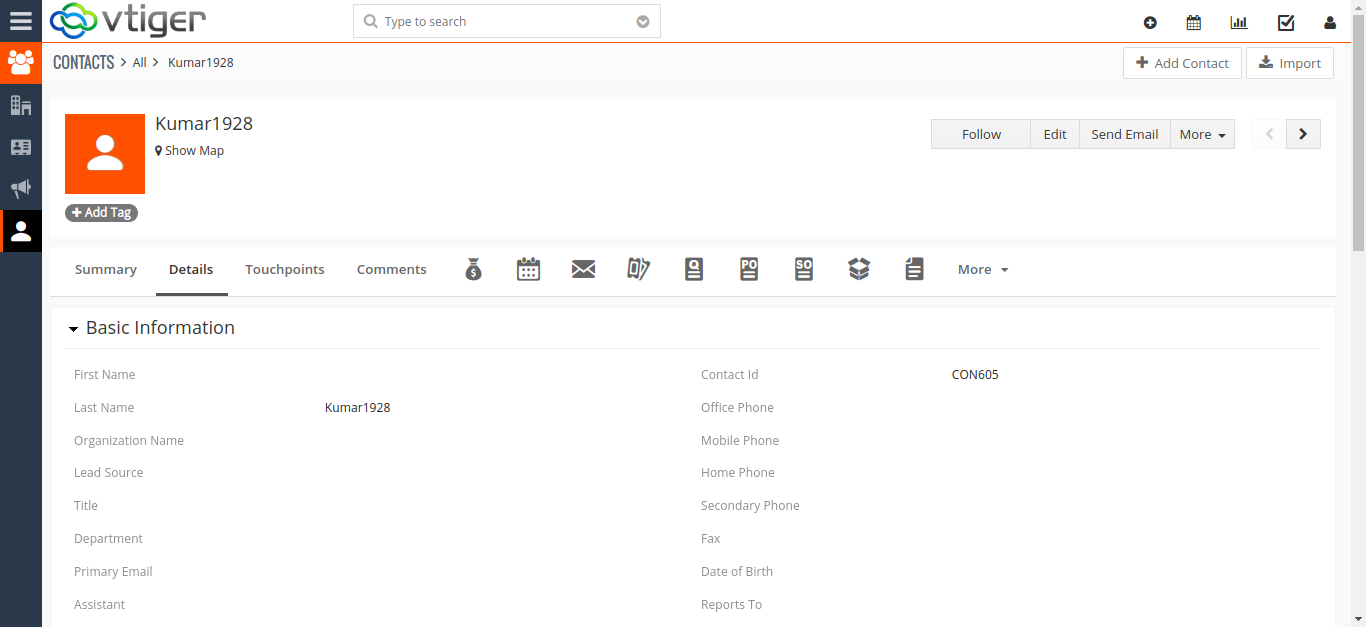 vtiger
Type to search
CONTACTS > All > Kumar1928
Add Contact
Import
Kumar1928
Show Map
Follow
Edit
Send Email
More
Add Tag
Summary
Details
Touchpoints
Comments
$
Q
PO
SO
More
Basic Information
First Name
Contact Id CON605
Last Name Kumar1928
Office Phone
Organization Name
Mobile Phone
Lead Source
Home Phone
Title
Secondary Phone
Department
Fax
Primary Email
Date of Birth
Assistant
Reports To